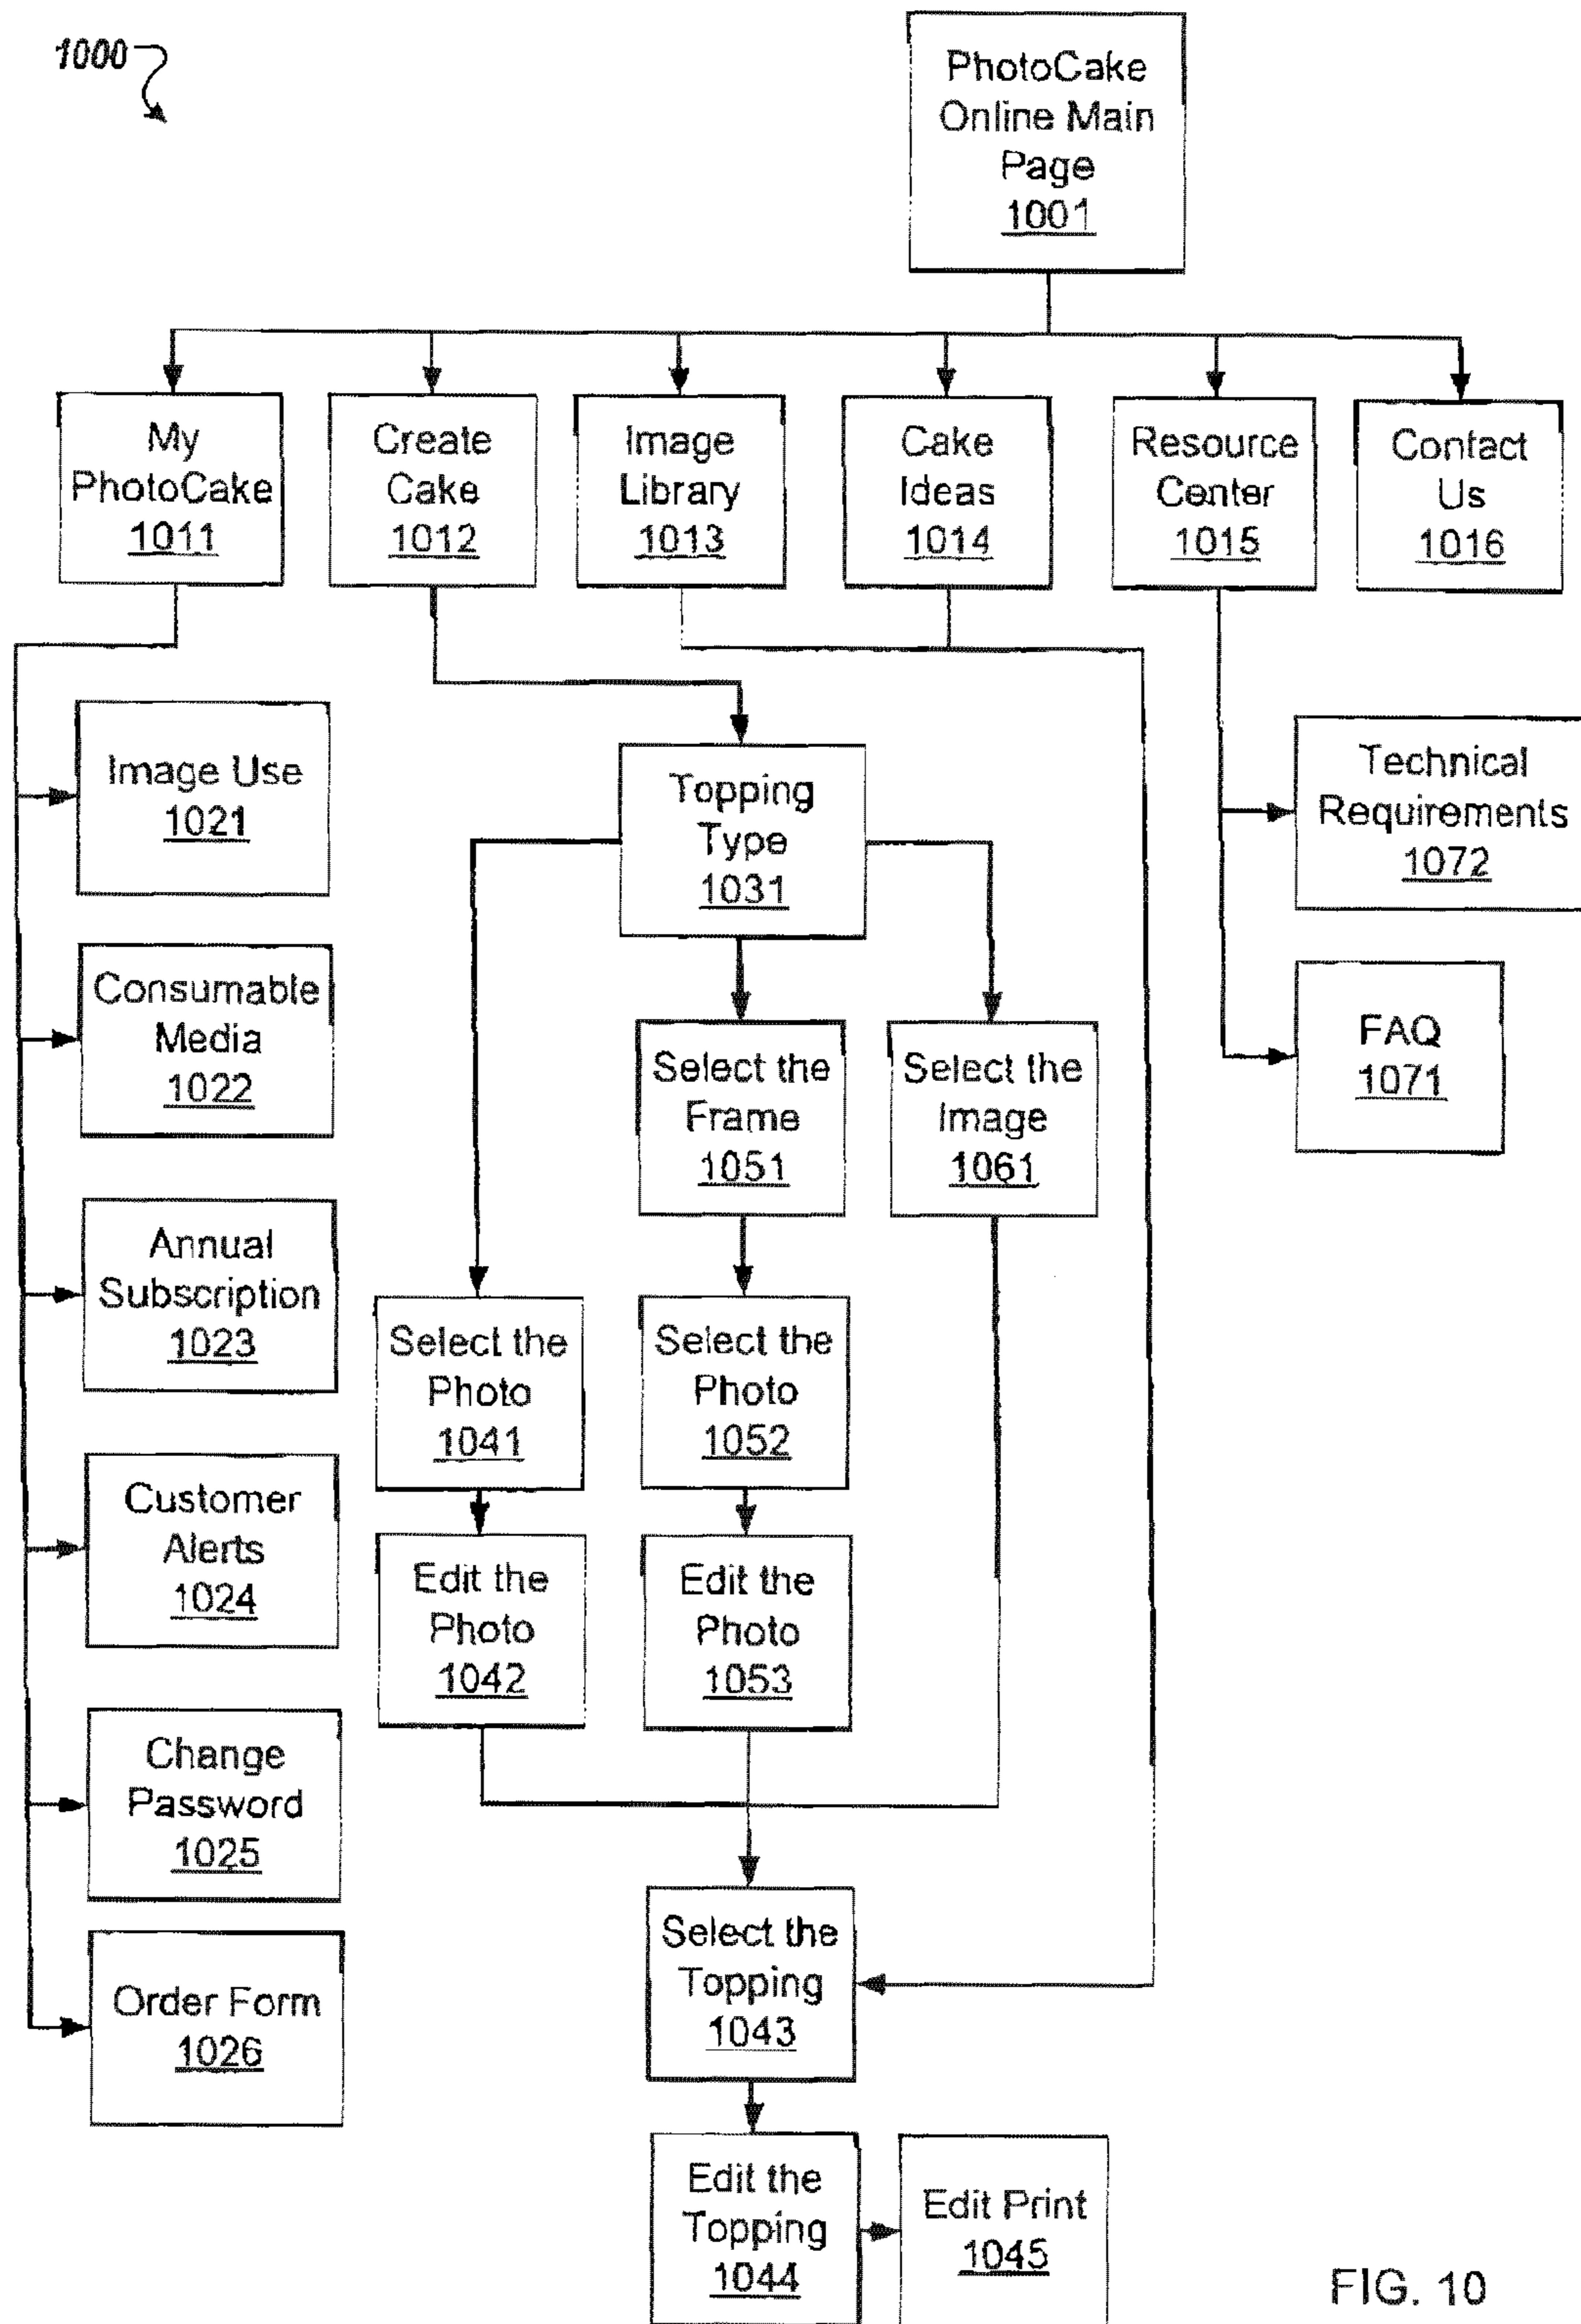 1000
PhotoCake
Online Main
Page
1001
My
PhotoCake
1011
Create
Cake
1012
Image
Library
1013
Cake
Ideas
1014
Resource
Center
1015
Contact
Us
1016
Image Use
1021
Consumable
Media
1022
Annual
Subscription
1023
Customer
Alerts
1024
Change
Password
1025
Order Form
1026
Topping
Type
1031
Select the
Photo
1041
Edit the
Photo
1042
Select the
Frame
1051
Select the
Photo
1052
Edit the
Photo
1053
Select the
Image
1061
Technical
Requirements
1072
FAQ
1071
Select the
Topping
1043
Edit the
Topping
1044
Edit Print
1045
FIG. 10